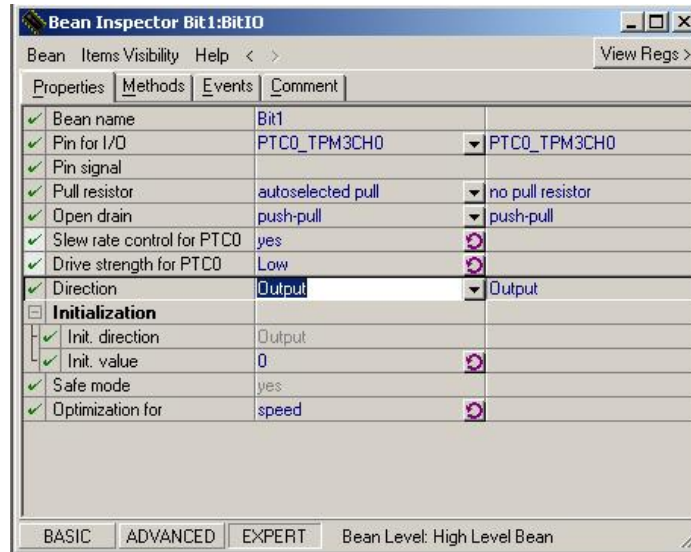 Bean Inspector Bit1:BitIO
Bean Items Visibility Help < > View Regs >
Properties Methods Events Comment
Bean name Bit1
Pin for I/O PTC0_TPM3CH0 PTC0_TPM3CH0
Pin signal
Pull resistor autoselected pull no pull resistor
Open drain push-pull push-pull
Slew rate control for PTC0 yes
Drive strength for PTC0 Low
Direction Output Output
Initialization
Init. direction Output
Init. value 0
Safe mode yes
Optimization for speed
BASIC ADVANCED EXPERT Bean Level: High Level Bean